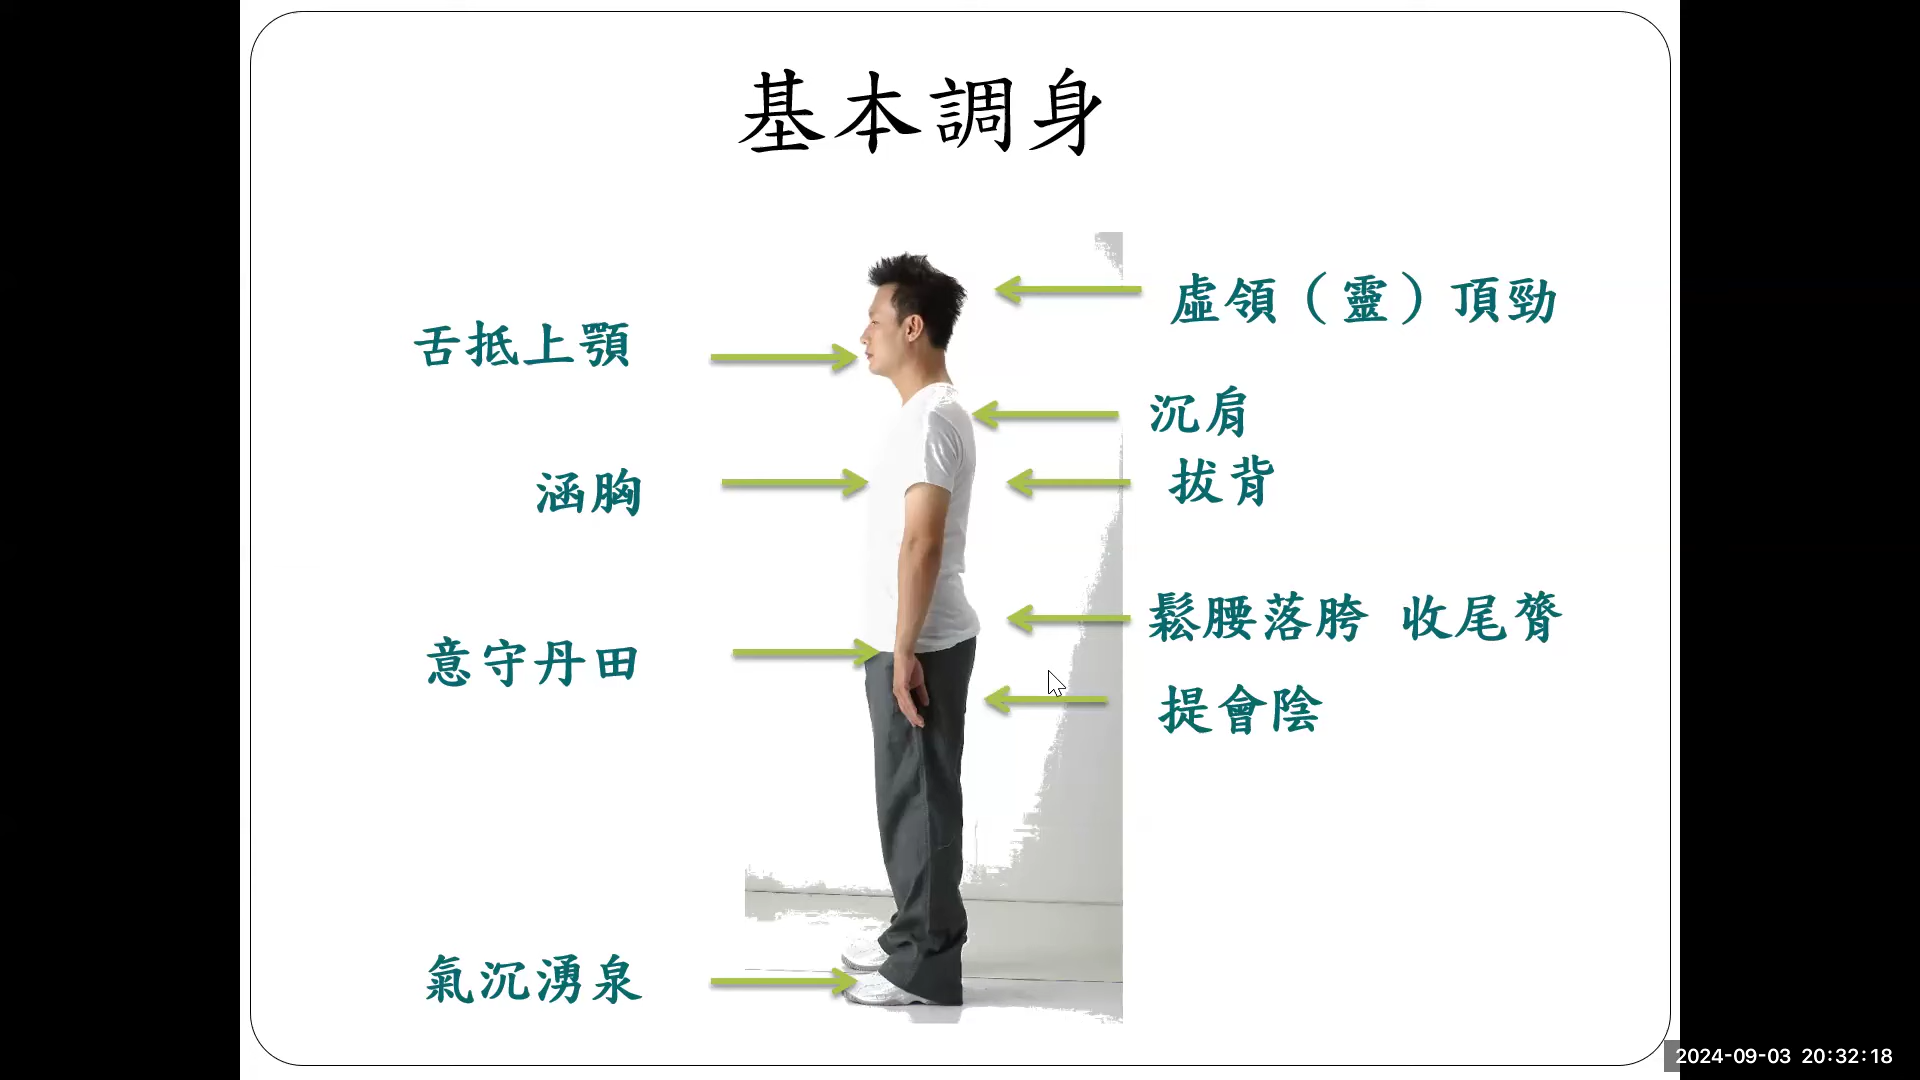 基本調身
虛領（靈）頂勁
舌抵上顎
沉肩
涵胸
拔背
鬆腰落胯 收尾膂
意守丹田
提會陰
氣沉湧泉
2024-09-03 20:32:18